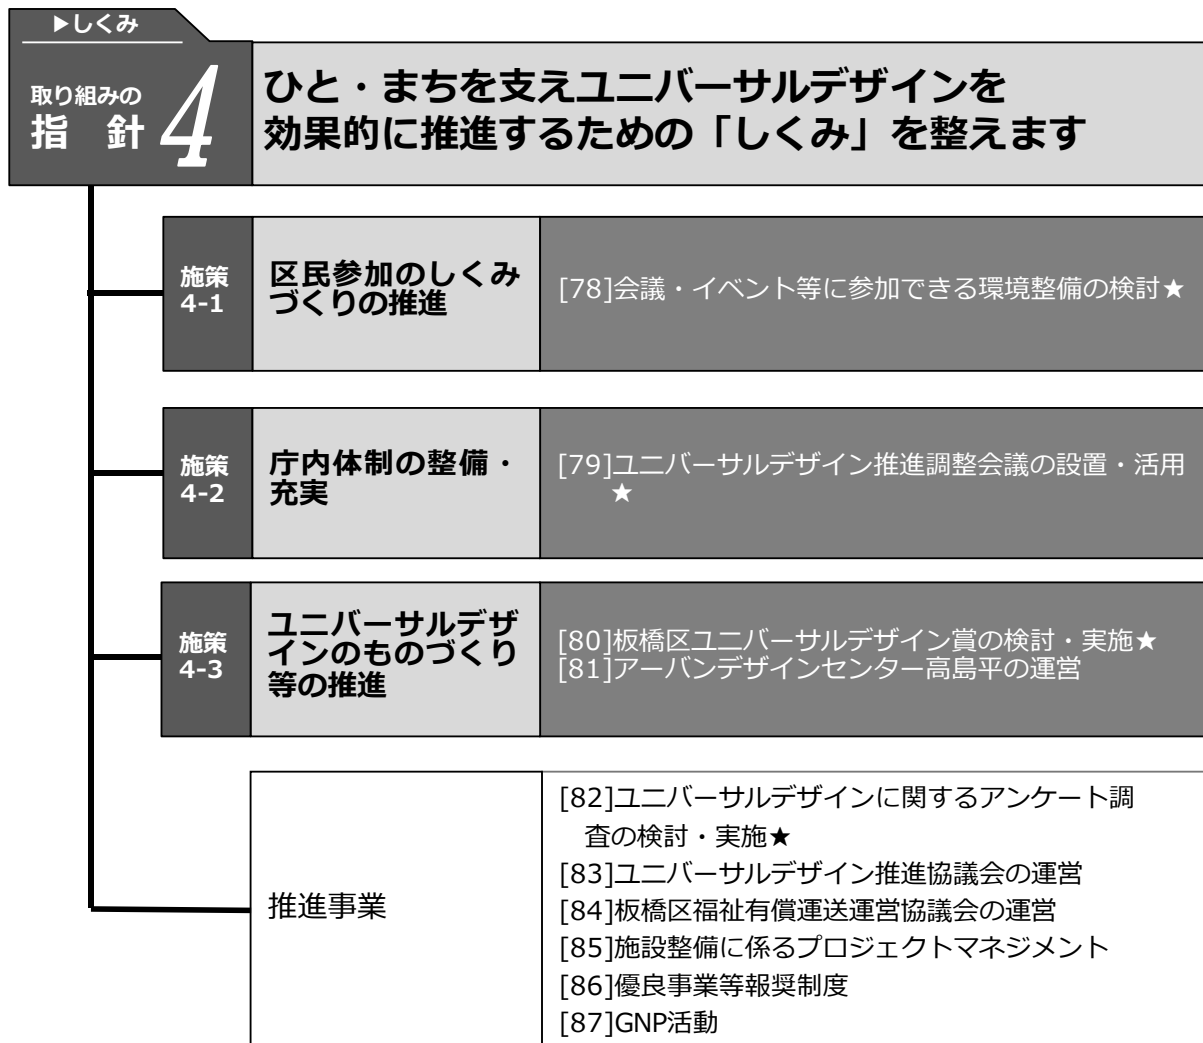 ▶しくみ
取り組みの
指 針 4
ひと・まちを支えユニバーサルデザインを
効果的に推進するための「しくみ」を整えます
施策
4-1
区民参加のしくみ
づくりの推進
[78]会議・イベント等に参加できる環境整備の検討★
施策
4-2
庁内体制の整備・
充実
[79]ユニバーサルデザイン推進調整会議の設置・活用
★
施策
4-3
ユニバーサルデザ
インのものづくり
等の推進
[80]板橋区ユニバーサルデザイン賞の検討・実施★
[81]アーバンデザインセンター高島平の運営
推進事業
[82]ユニバーサルデザインに関するアンケート調
査の検討・実施★
[83]ユニバーサルデザイン推進協議会の運営
[84]板橋区福祉有償運送運営協議会の運営
[85]施設整備に係るプロジェクトマネジメント
[86]優良事業等報奨制度
[87]GNP活動